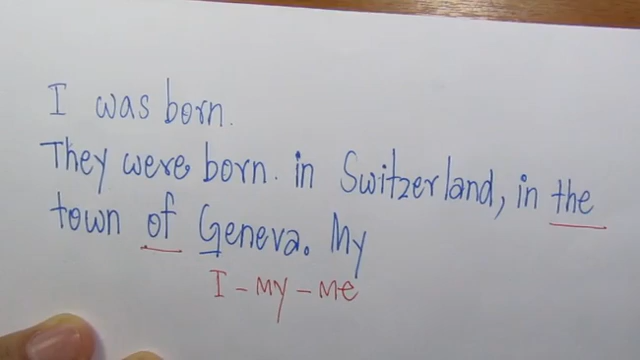 I was born.
They were born. in Switzerland, in the
town of Geneva. My
I - My - Me